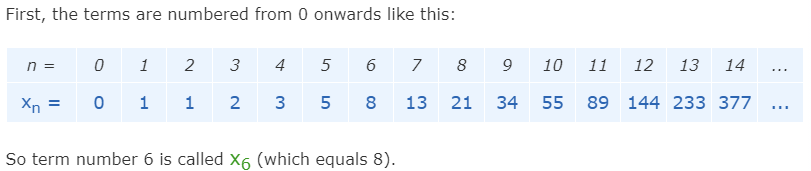 First, the terms are numbered from 0 onwards like this:
n = 0 1 2 3 4 5 6 7 8 9 10 11 12 13 14 ...
xn = 0 1 1 2 3 5 8 13 21 34 55 89 144 233 377 ...
So term number 6 is called x6 (which equals 8).